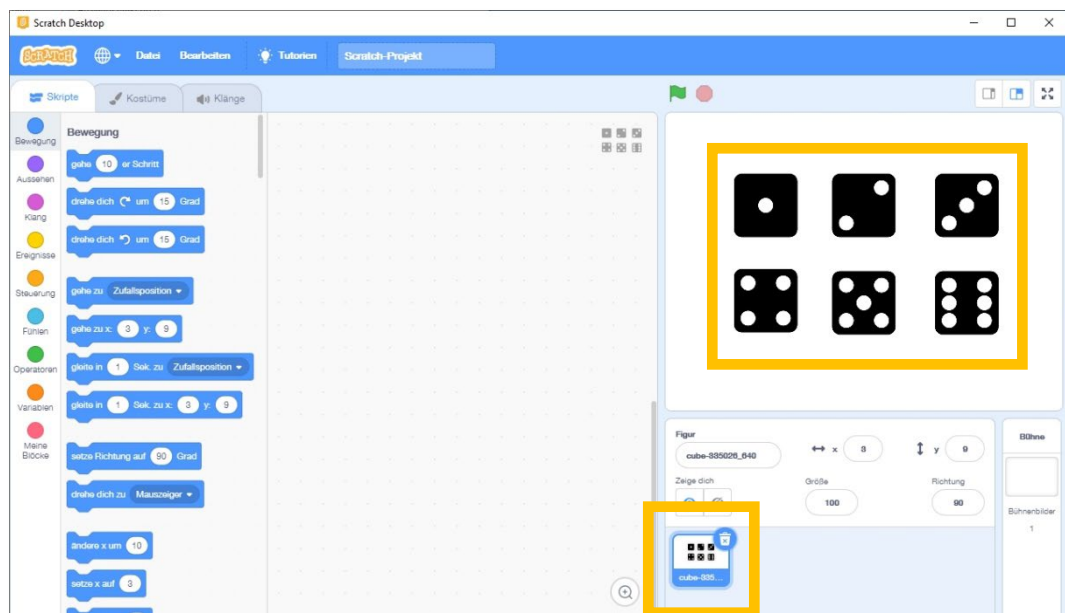 Scratch Desktop
SCRATCH
Datei Bearbeiten Tutorien Scratch-Projekt
Skripte Kostüme Klänge
Bewegung
Aussehen
Klang
Ereignisse
Steuerung
Fühlen
Operatoren
Variablen
Meine
Blöcke
Bewegung
gehe 10 er Schritt
drehe dich um 15 Grad
drehe dich um 15 Grad
gehe zu Zufallsposition
gehe zu x: 3 y: 9
gleite in 1 Sek. zu Zufallsposition
gleite in 1 Sek. zu x: 3 y: 9
setze Richtung auf 90 Grad
drehe dich zu Mauszeiger
ändere x um 10
setze x auf 3
Figur
cube-335026_640
x 3 y 9
Zeige dich
Größe
100
Richtung
90
cube-335...
Bühne
Bühnenbilder
1